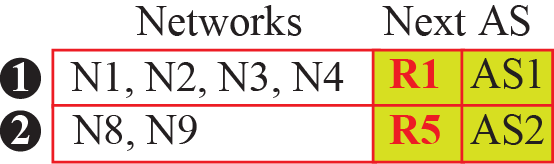 Networks Next AS
1 N1, N2, N3, N4 R1 AS1
2 N8, N9 R5 AS2